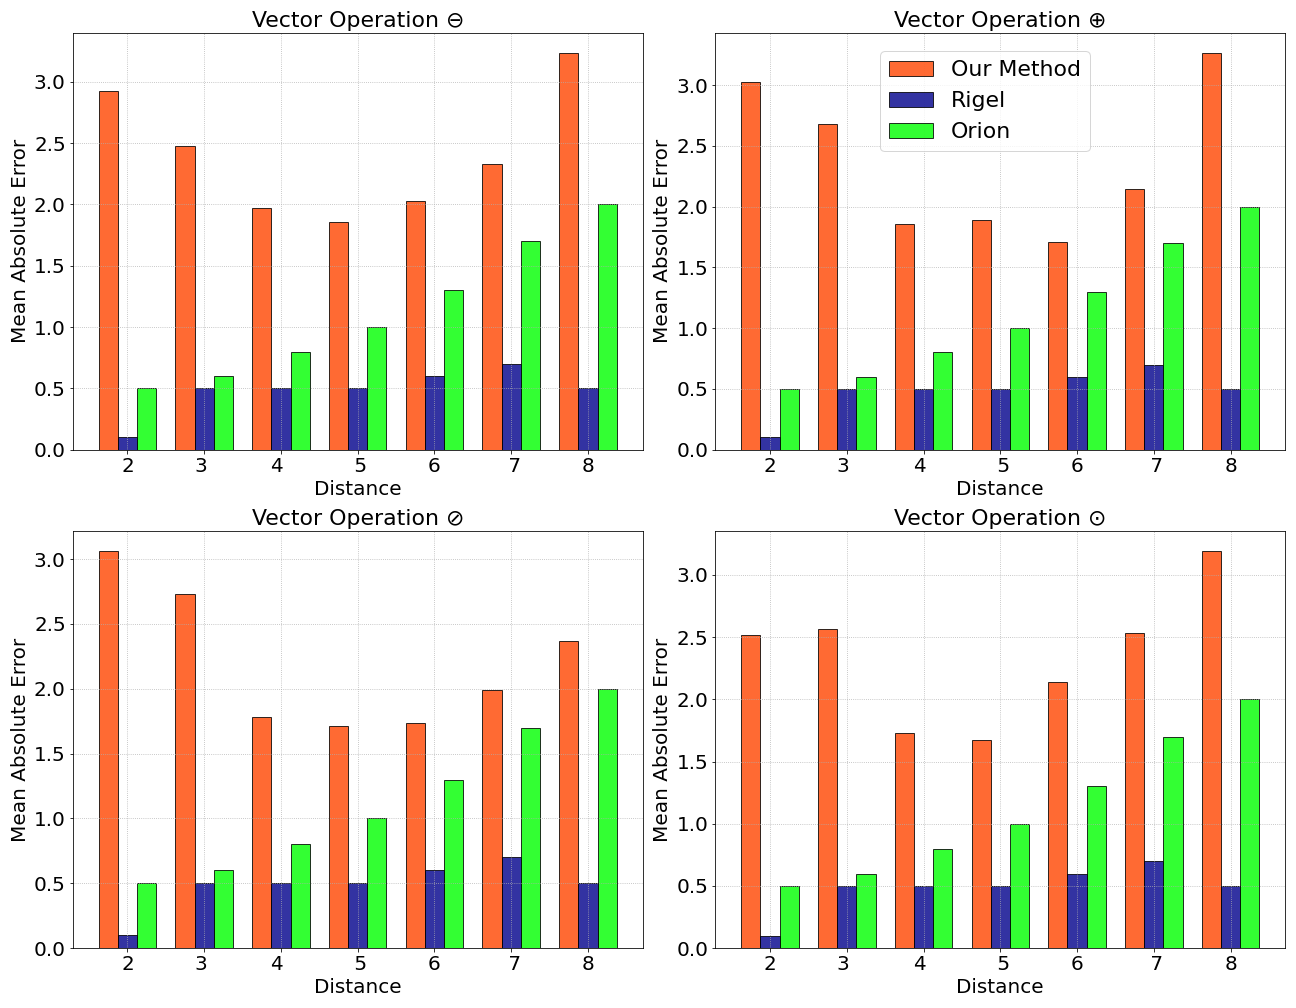 Vector Operation ⊖
Mean Absolute Error
3.0
2.5
2.0
1.5
1.0
0.5
0.0
2 3 4 5 6 7 8
Distance
Vector Operation ⊕
Our Method
Rigel
Orion
Mean Absolute Error
3.0
2.5
2.0
1.5
1.0
0.5
0.0
2 3 4 5 6 7 8
Distance
Vector Operation ⊘
Mean Absolute Error
3.0
2.5
2.0
1.5
1.0
0.5
0.0
2 3 4 5 6 7 8
Distance
Vector Operation ⊙
Mean Absolute Error
3.0
2.5
2.0
1.5
1.0
0.5
0.0
2 3 4 5 6 7 8
Distance